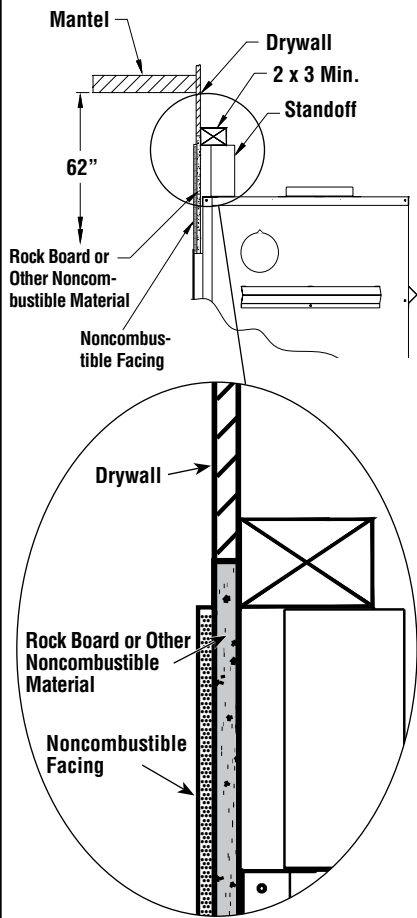 Mantel
Drywall
2 x 3 Min.
Standoff
62”
Rock Board or
Other Noncom-
bustible Material
Noncombus-
tible Facing
Drywall
Rock Board or Other
Noncombustible
Material
Noncombustible
Facing